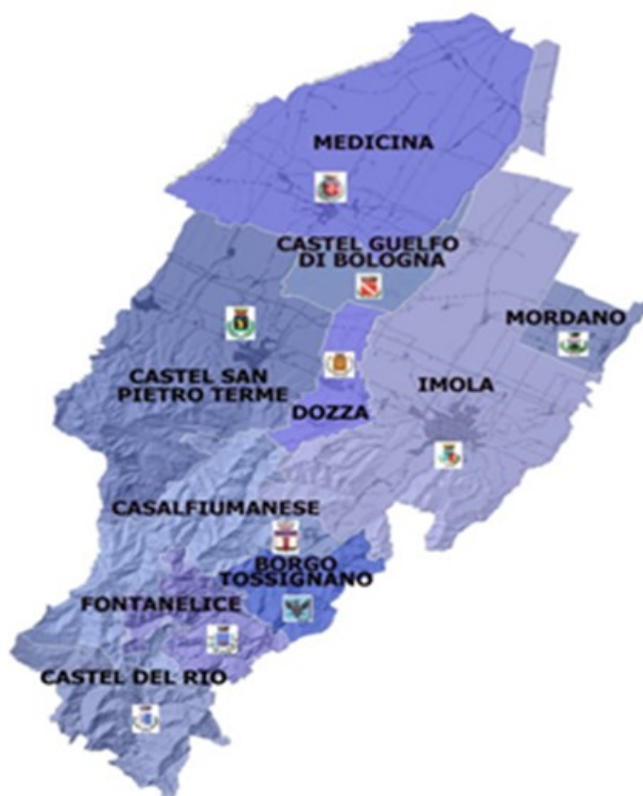 MEDICINA
CASTEL GUELFO
DI BOLOGNA
MORDANO
CASTEL SAN
PIETRO TERME
IMOLA
DOZZA
CASALFIUMANESE
BORGO
TOSSIGNANO
FONTANELICE
CASTEL DEL RIO